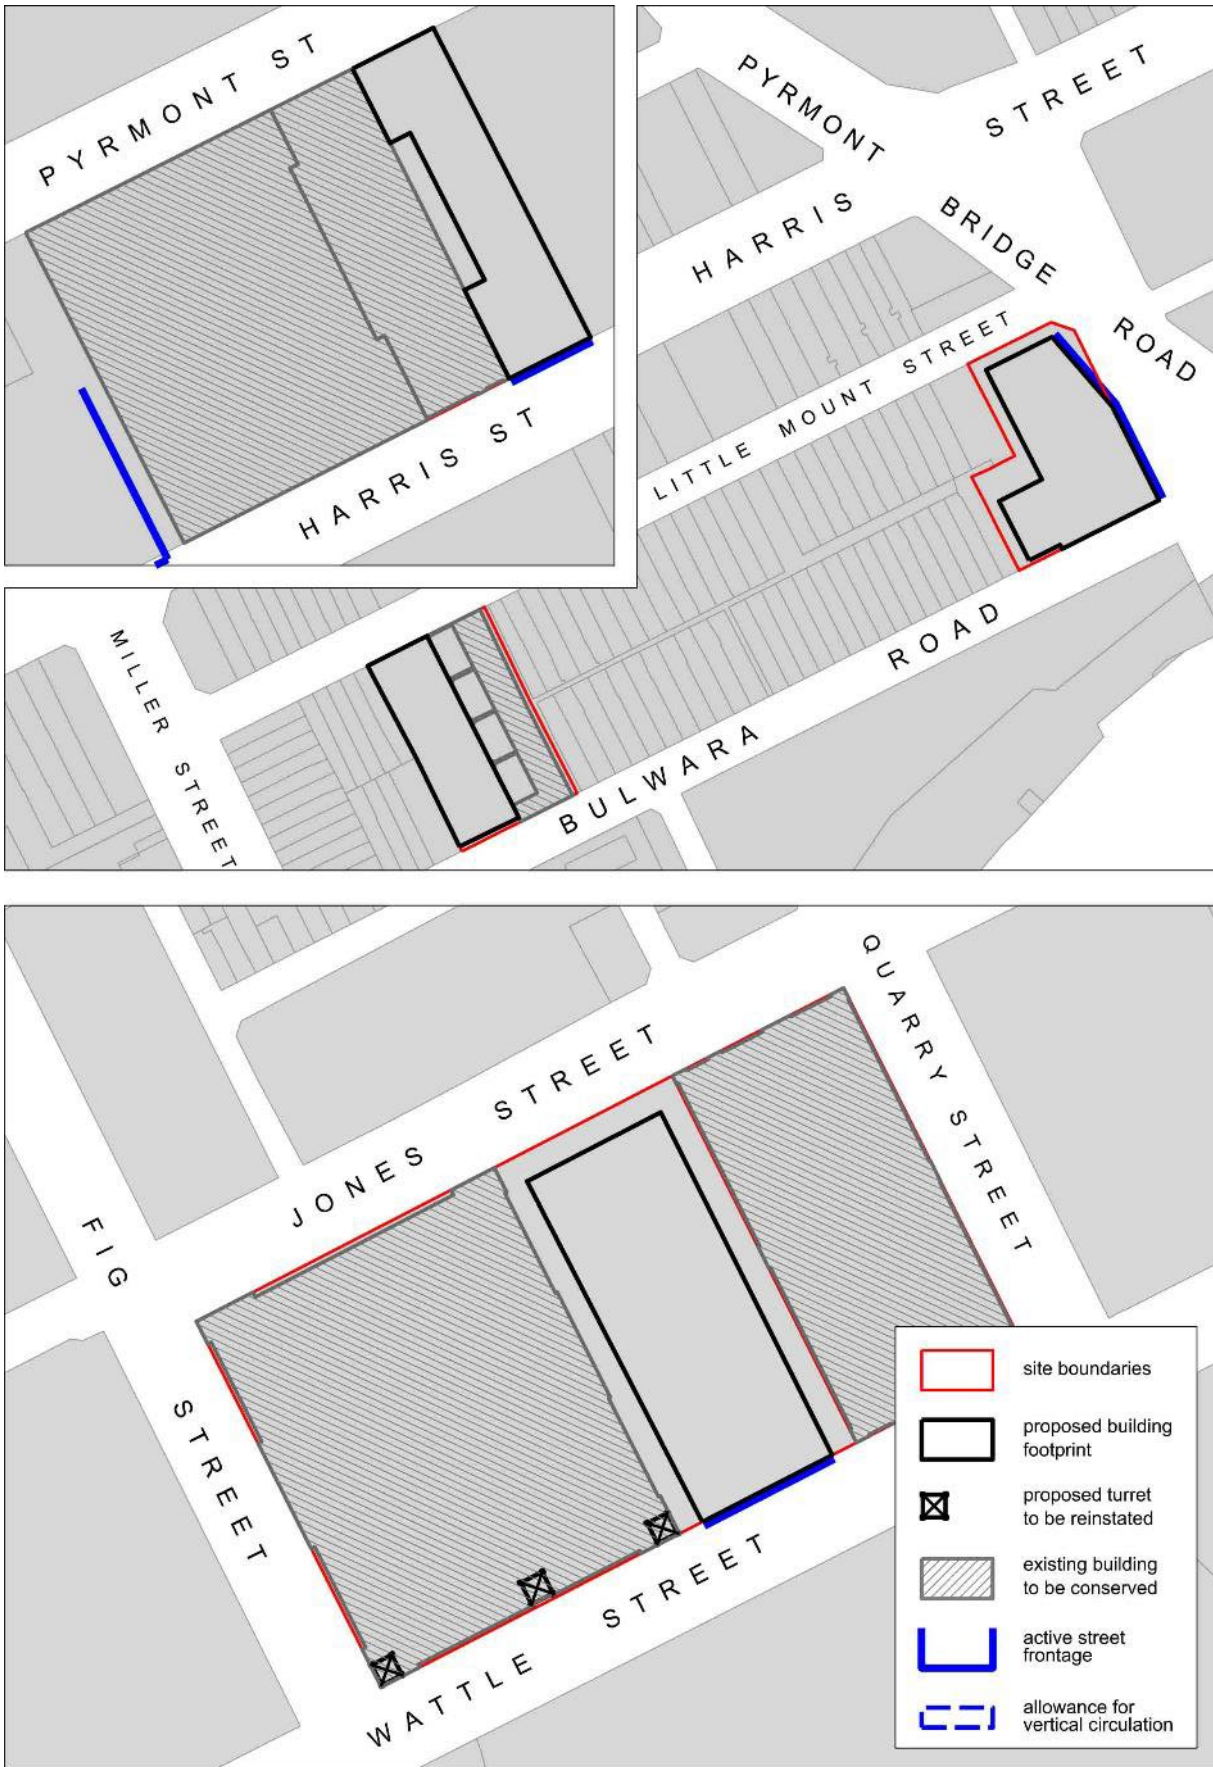 PYRMONT ST
HARRIS ST
PYRMONT
BRIDGE
ROAD
HARRIS STREET
LITTLE MOUNT STREET
MILLER STREET
BULWARA ROAD
JONES STREET
QUARRY STREET
FIG
STREET
WATTLE STREET
site boundaries
proposed building
footprint
proposed turret
to be reinstated
existing building
to be conserved
active street
frontage
allowance for
vertical circulation